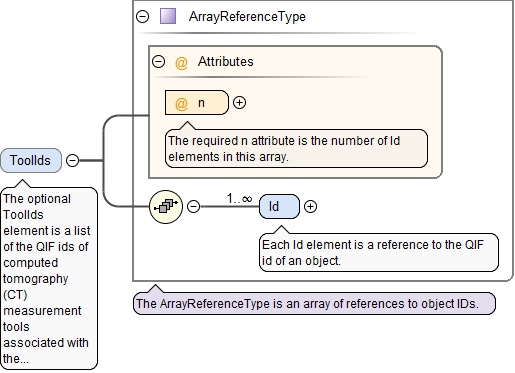 ArrayReferenceType
@ Attributes
@ n
The required n attribute is the number of Id
elements in this array.
ToolIds
1..∞
Id
The optional
ToolIds
element is a list
of the QIF ids of
computed
tomography
(CT)
measurement
tools
associated with
the...
Each Id element is a reference to the QIF
id of an object.
The ArrayReferenceType is an array of references to object IDs.